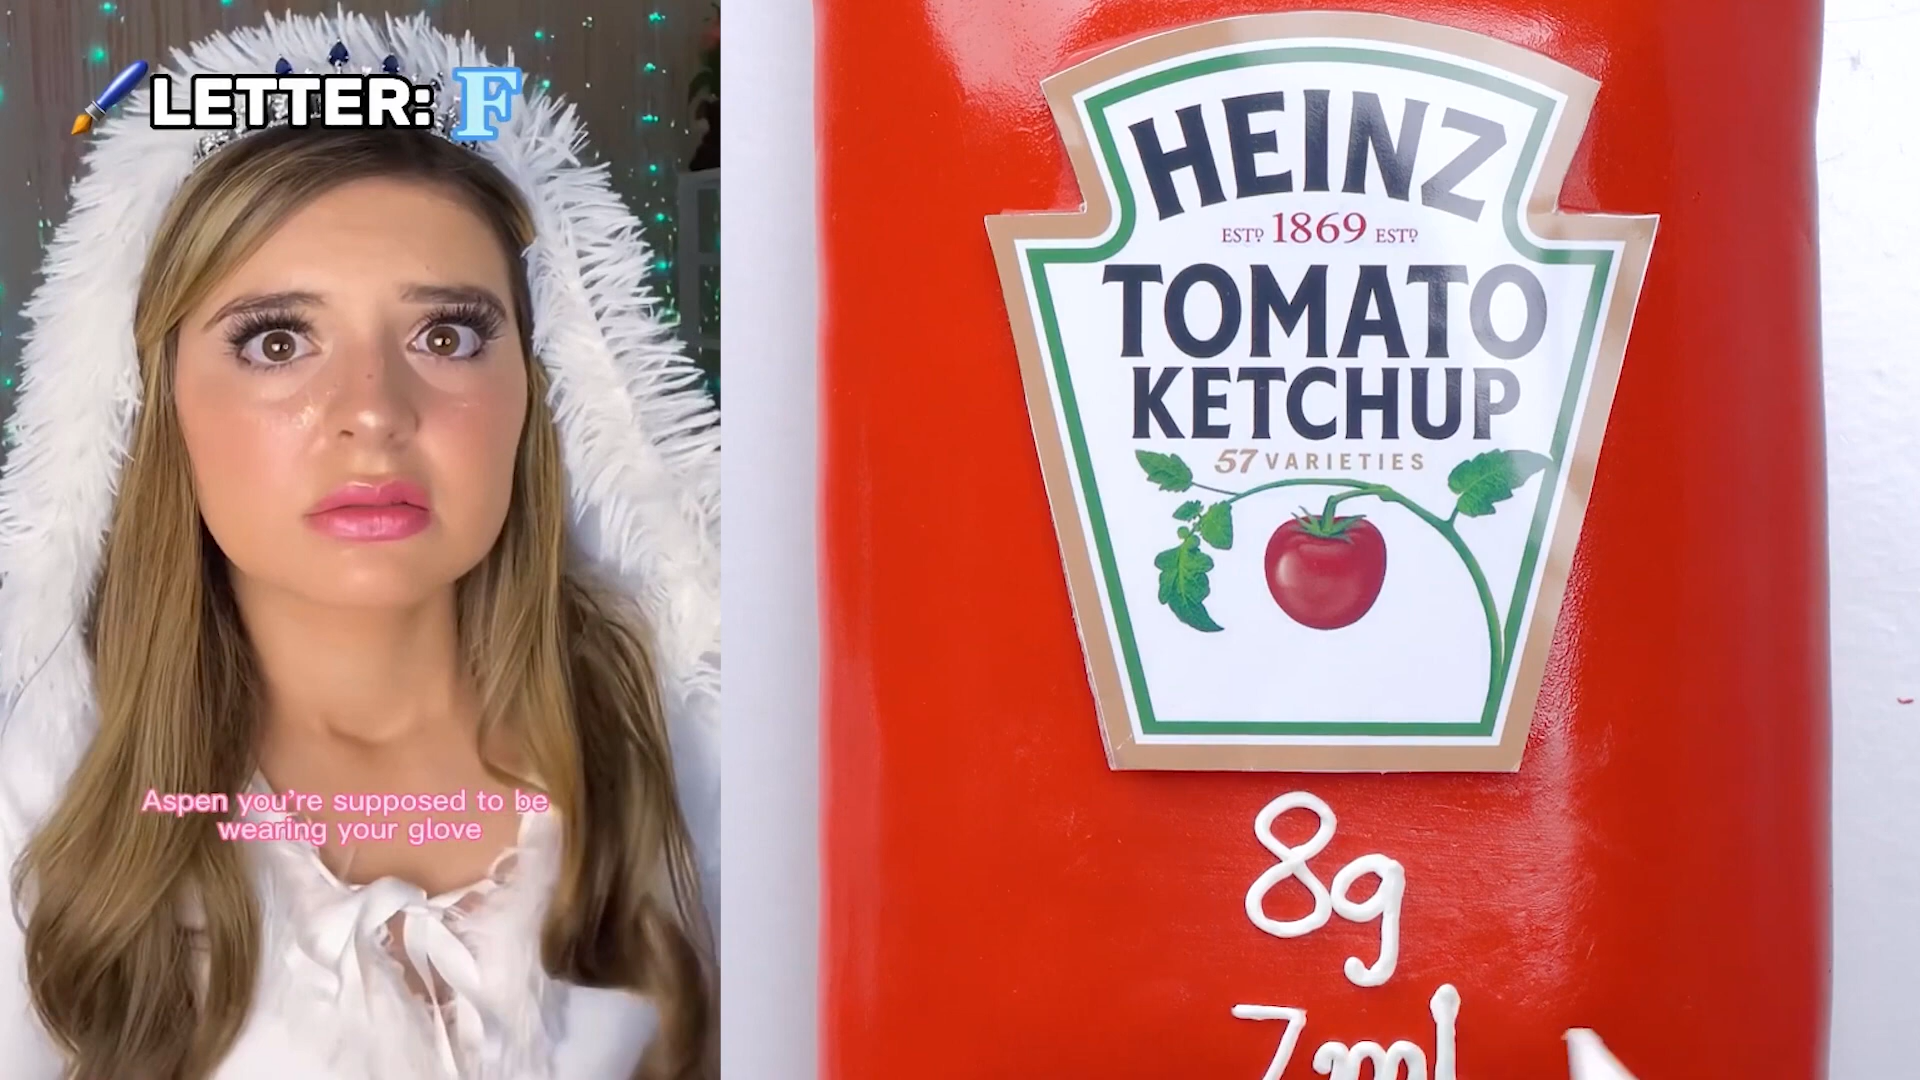 LETTER: F
Aspen you're supposed to be
wearing your glove
HEINZ
ESTD 1869 ESTD
TOMATO
KETCHUP
57 VARIETIES
8g
7ml